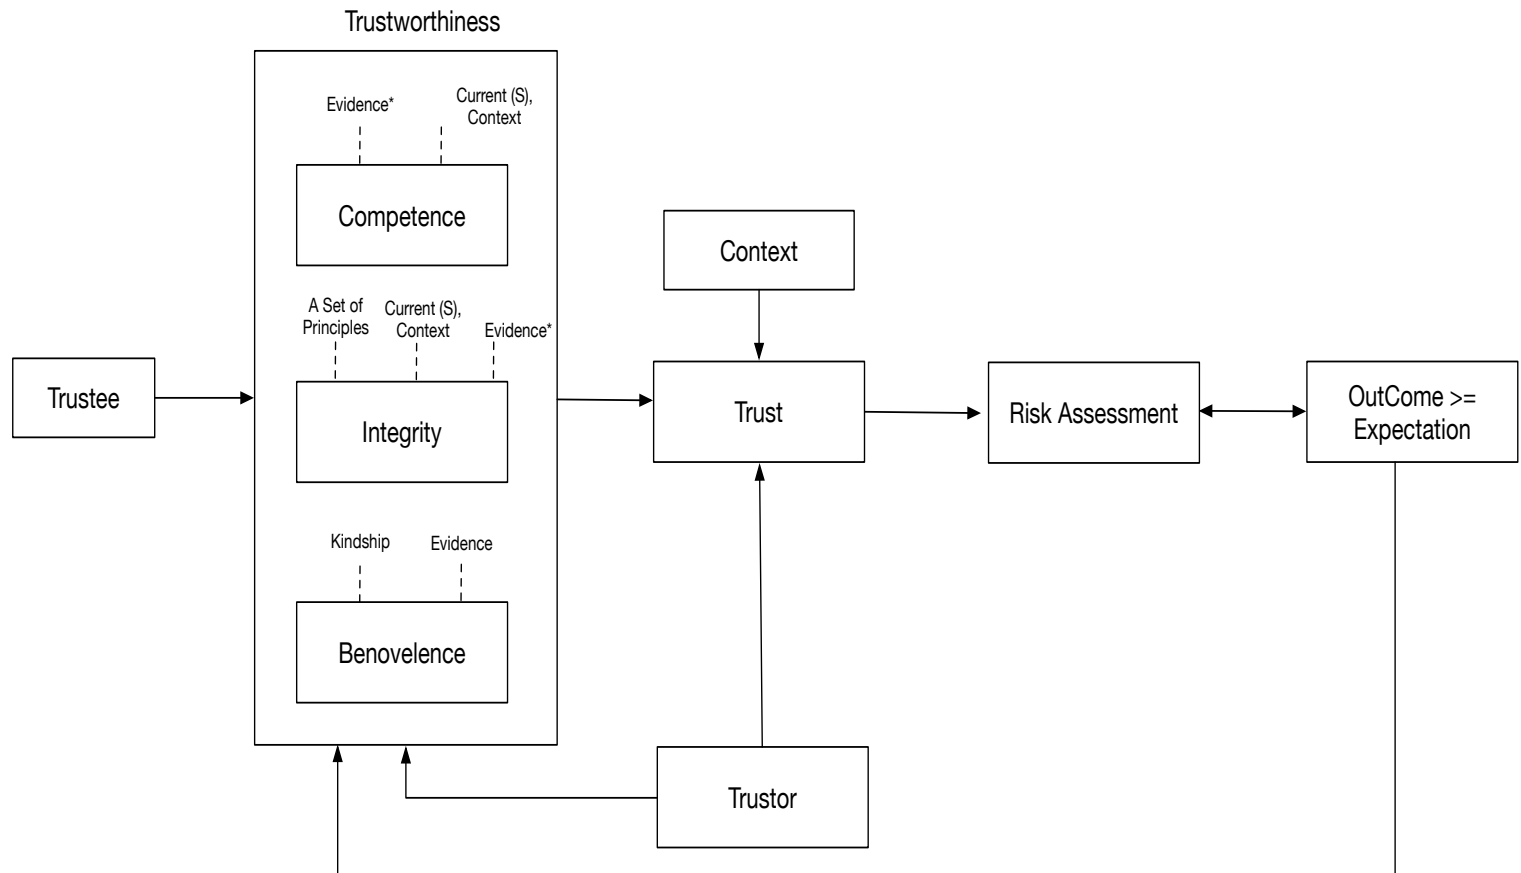 Trustworthiness
Evidence*
Current (S),
Context
Competence
A Set of
Principles
Current (S),
Context
Evidence*
Integrity
Kindship
Evidence
Benovelence
Trustee
Context
Trust
Trustor
Risk Assessment
OutCome >=
Expectation